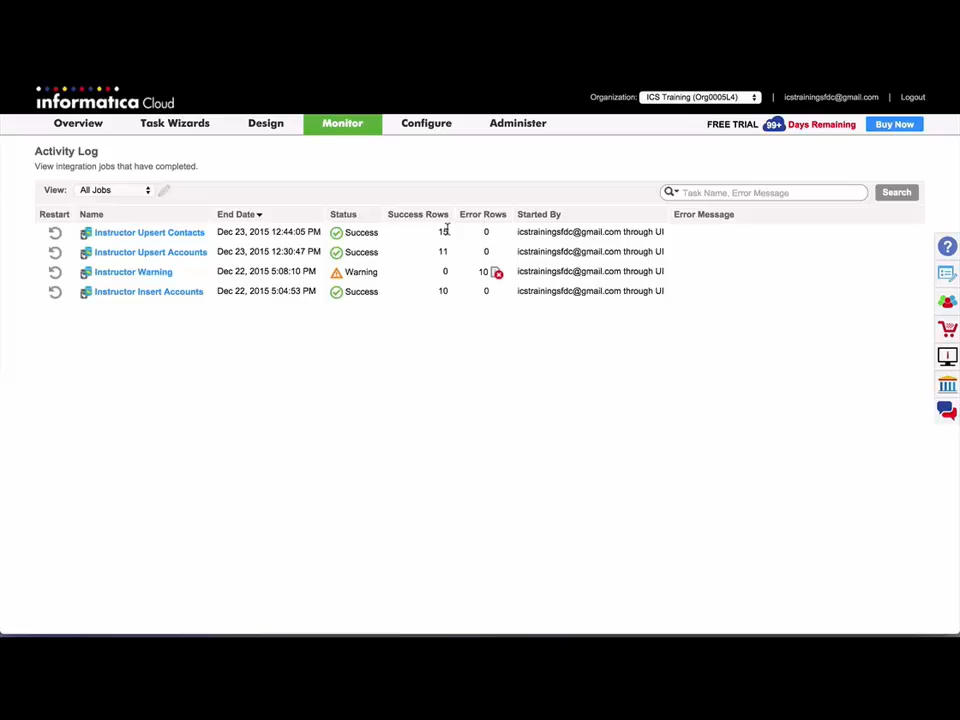 informatica Cloud
Organization: ICS Training (Org0005L4) | icstrainingsfdc@gmail.com | Logout
Overview Task Wizards Design Monitor Configure Administer FREE TRIAL 99+ Days Remaining Buy Now
Activity Log
View integration jobs that have completed.
View: All Jobs Task Name, Error Message Search
Restart Name End Date Status Success Rows Error Rows Started By Error Message
Instructor Upsert Contacts Dec 23, 2015 12:44:05 PM Success 15 0 icstrainingsfdc@gmail.com through UI
Instructor Upsert Accounts Dec 23, 2015 12:30:47 PM Success 11 0 icstrainingsfdc@gmail.com through UI
Instructor Warning Dec 22, 2015 5:08:10 PM Warning 0 10 icstrainingsfdc@gmail.com through UI
Instructor Insert Accounts Dec 22, 2015 5:04:53 PM Success 10 0 icstrainingsfdc@gmail.com through UI